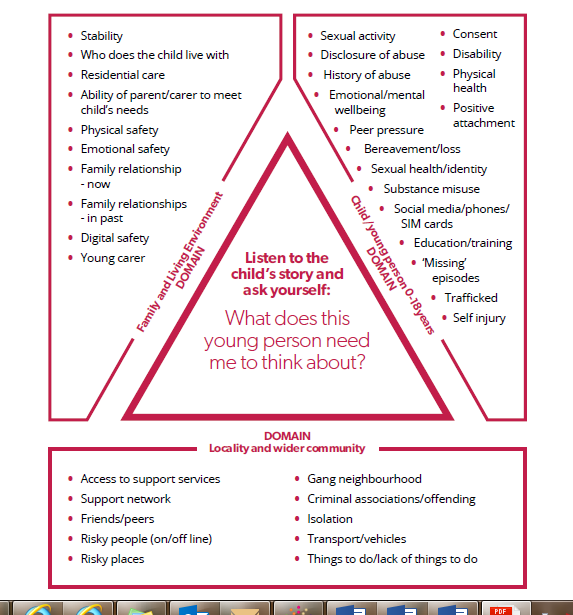 • Stability
• Who does the child live with
• Residential care
• Ability of parent/carer to meet
child's needs
• Physical safety
• Emotional safety
• Family relationship
- now
• Family relationships
- in past
• Digital safety
• Young carer
Family and Living Environment
DOMAIN
• Sexual activity
• Disclosure of abuse
• History of abuse
• Emotional/mental
wellbeing
• Peer pressure
• Bereavement/loss
• Sexual health/identity
• Substance misuse
• Social media/phones/
SIM cards
• Education/training
• ‘Missing’
episodes
• Trafficked
• Self injury
• Consent
• Disability
• Physical
health
• Positive
attachment
Child/young person 0-18 years
DOMAIN
Listen to the
child's story and
ask yourself:
What does this
young person need
me to think about?
DOMAIN
Locality and wider community
• Access to support services
• Support network
• Friends/peers
• Risky people (on/off line)
• Risky places
• Gang neighbourhood
• Criminal associations/offending
• Isolation
• Transport/vehicles
• Things to do/lack of things to do
PDF